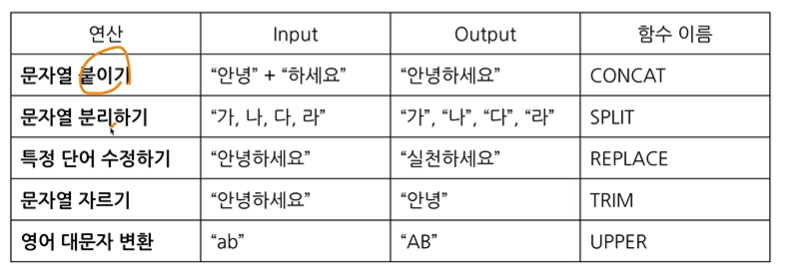 연산 Input Output 함수 이름
문자열 붙이기 “안녕” + “하세요” “안녕하세요” CONCAT
문자열 분리하기 “가, 나, 다, 라” “가”, “나”, “다”, “라” SPLIT
특정 단어 수정하기 “안녕하세요” “실천하세요” REPLACE
문자열 자르기 “안녕하세요” “안녕” TRIM
영어 대문자 변환 “ab” “AB” UPPER